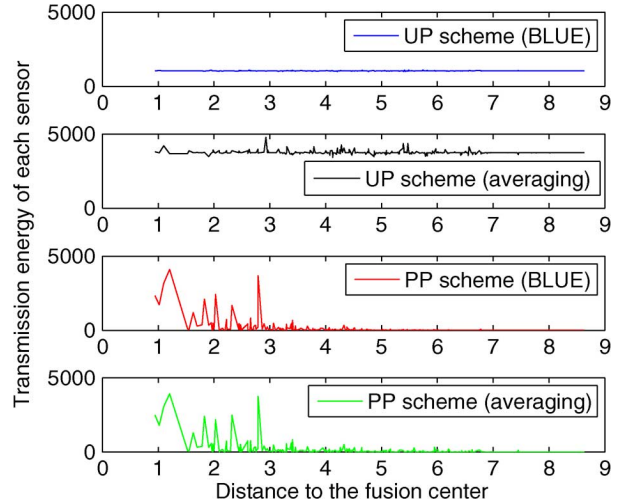 Transmission energy of each sensor
5000
0
UP scheme (BLUE)
0 1 2 3 4 5 6 7 8 9
5000
0
UP scheme (averaging)
0 1 2 3 4 5 6 7 8 9
5000
0
PP scheme (BLUE)
0 1 2 3 4 5 6 7 8 9
5000
0
PP scheme (averaging)
0 1 2 3 4 5 6 7 8 9
Distance to the fusion center